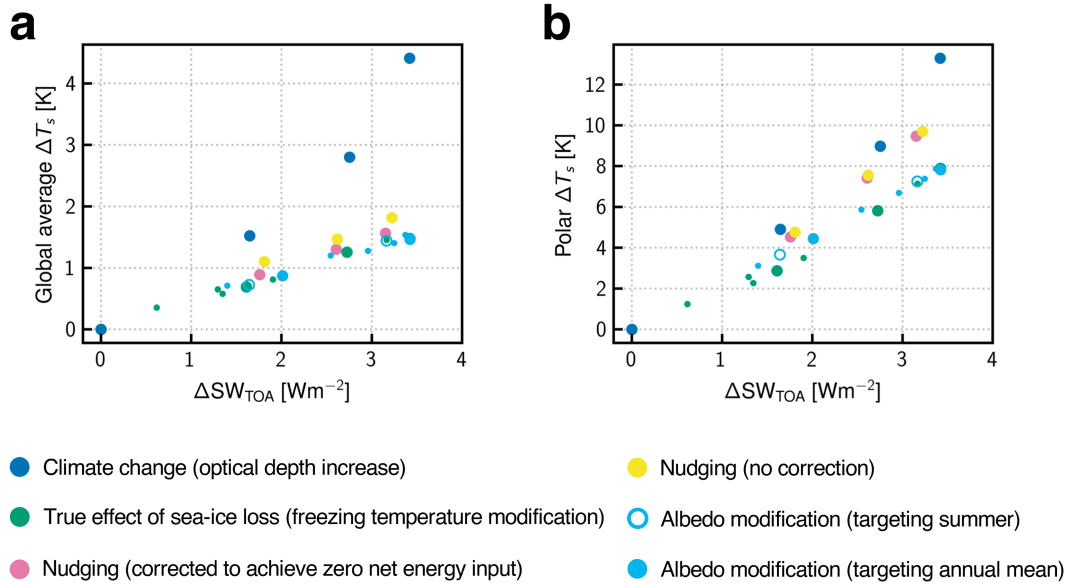 a
b
Global average ΔT_s [K]
4
3
2
1
0
0 1 2 3 4
ΔSW_TOA [Wm⁻²]
Polar ΔT_s [K]
12
10
8
6
4
2
0
0 1 2 3 4
ΔSW_TOA [Wm⁻²]
Climate change (optical depth increase)
True effect of sea-ice loss (freezing temperature modification)
Nudging (corrected to achieve zero net energy input)
Nudging (no correction)
Albedo modification (targeting summer)
Albedo modification (targeting annual mean)